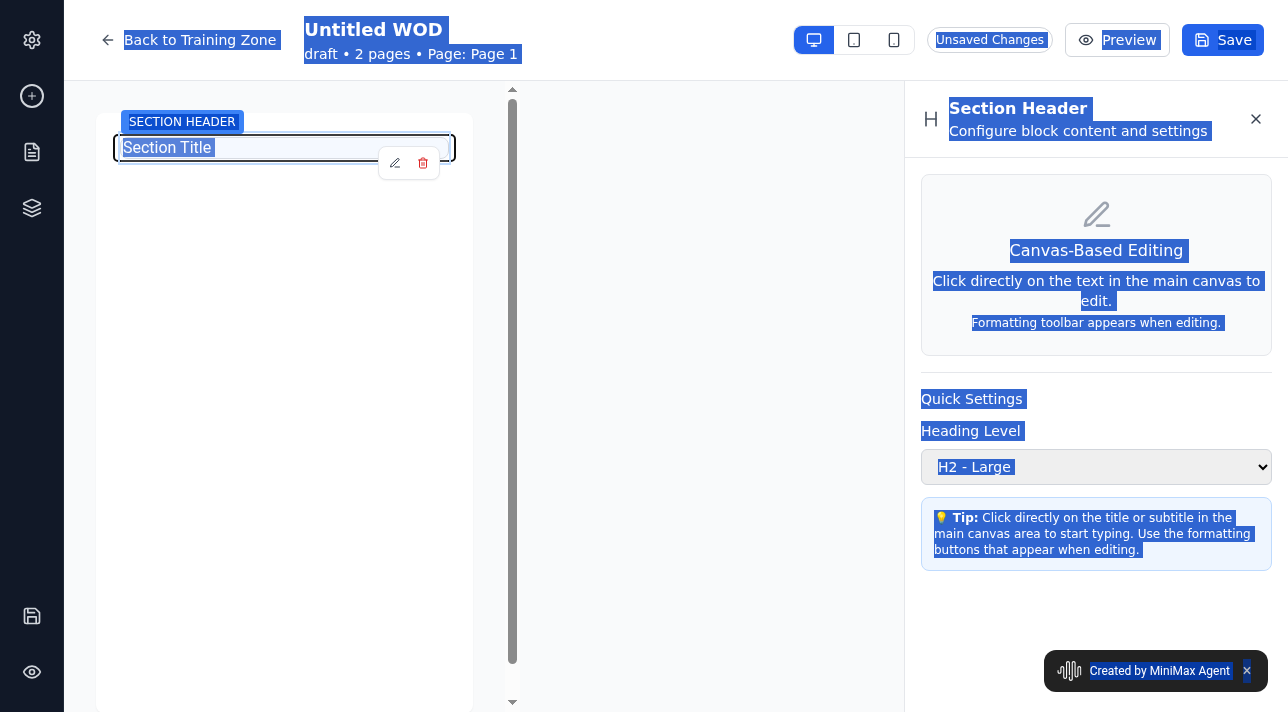 Back to Training Zone
Untitled WOD
draft • 2 pages • Page: Page 1
Unsaved Changes
Preview
Save
SECTION HEADER
Section Title
Section Header
Configure block content and settings
Canvas-Based Editing
Click directly on the text in the main canvas to
edit.
Formatting toolbar appears when editing.
Quick Settings
Heading Level
H2 - Large
💡 Tip: Click directly on the title or subtitle in the
main canvas area to start typing. Use the formatting
buttons that appear when editing.
Created by MiniMax Agent ×